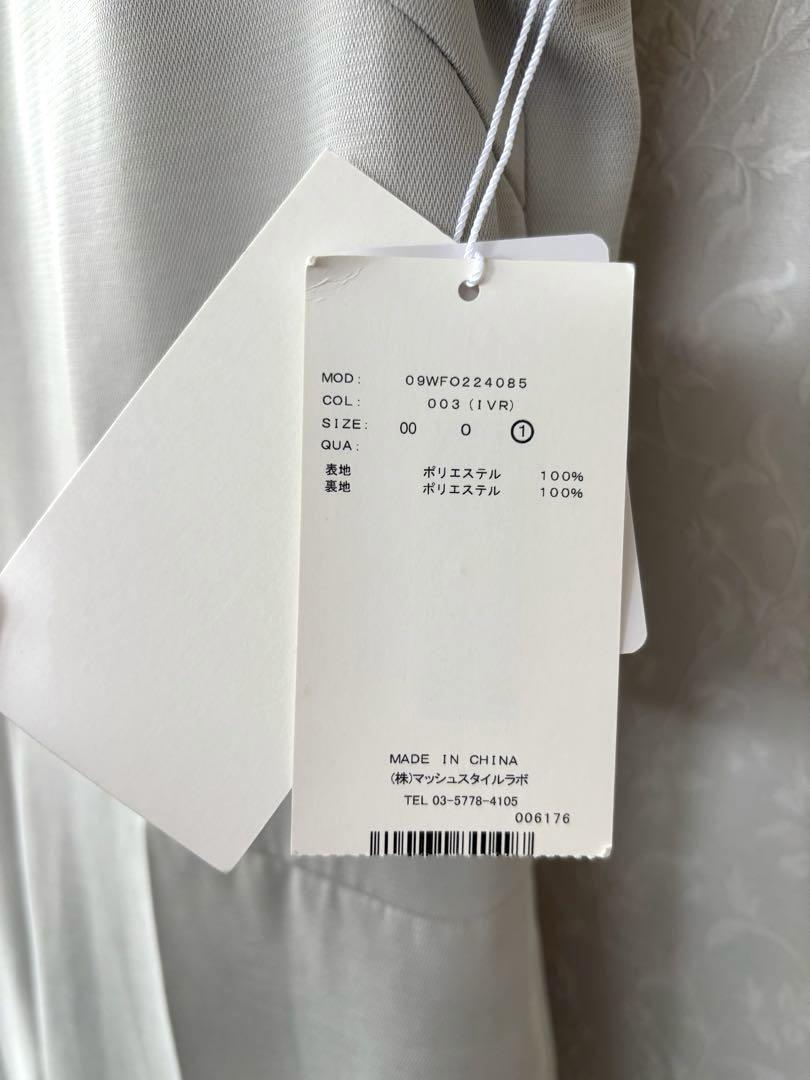 MOD: 09WFO224085
COL: 003(IVR)
SIZE: 00 0 1
QUA:
表地 ポリエステル 100%
裏地 ポリエステル 100%
MADE IN CHINA
(株)マッシュスタイルラボ
TEL 03-5778-4105
006176